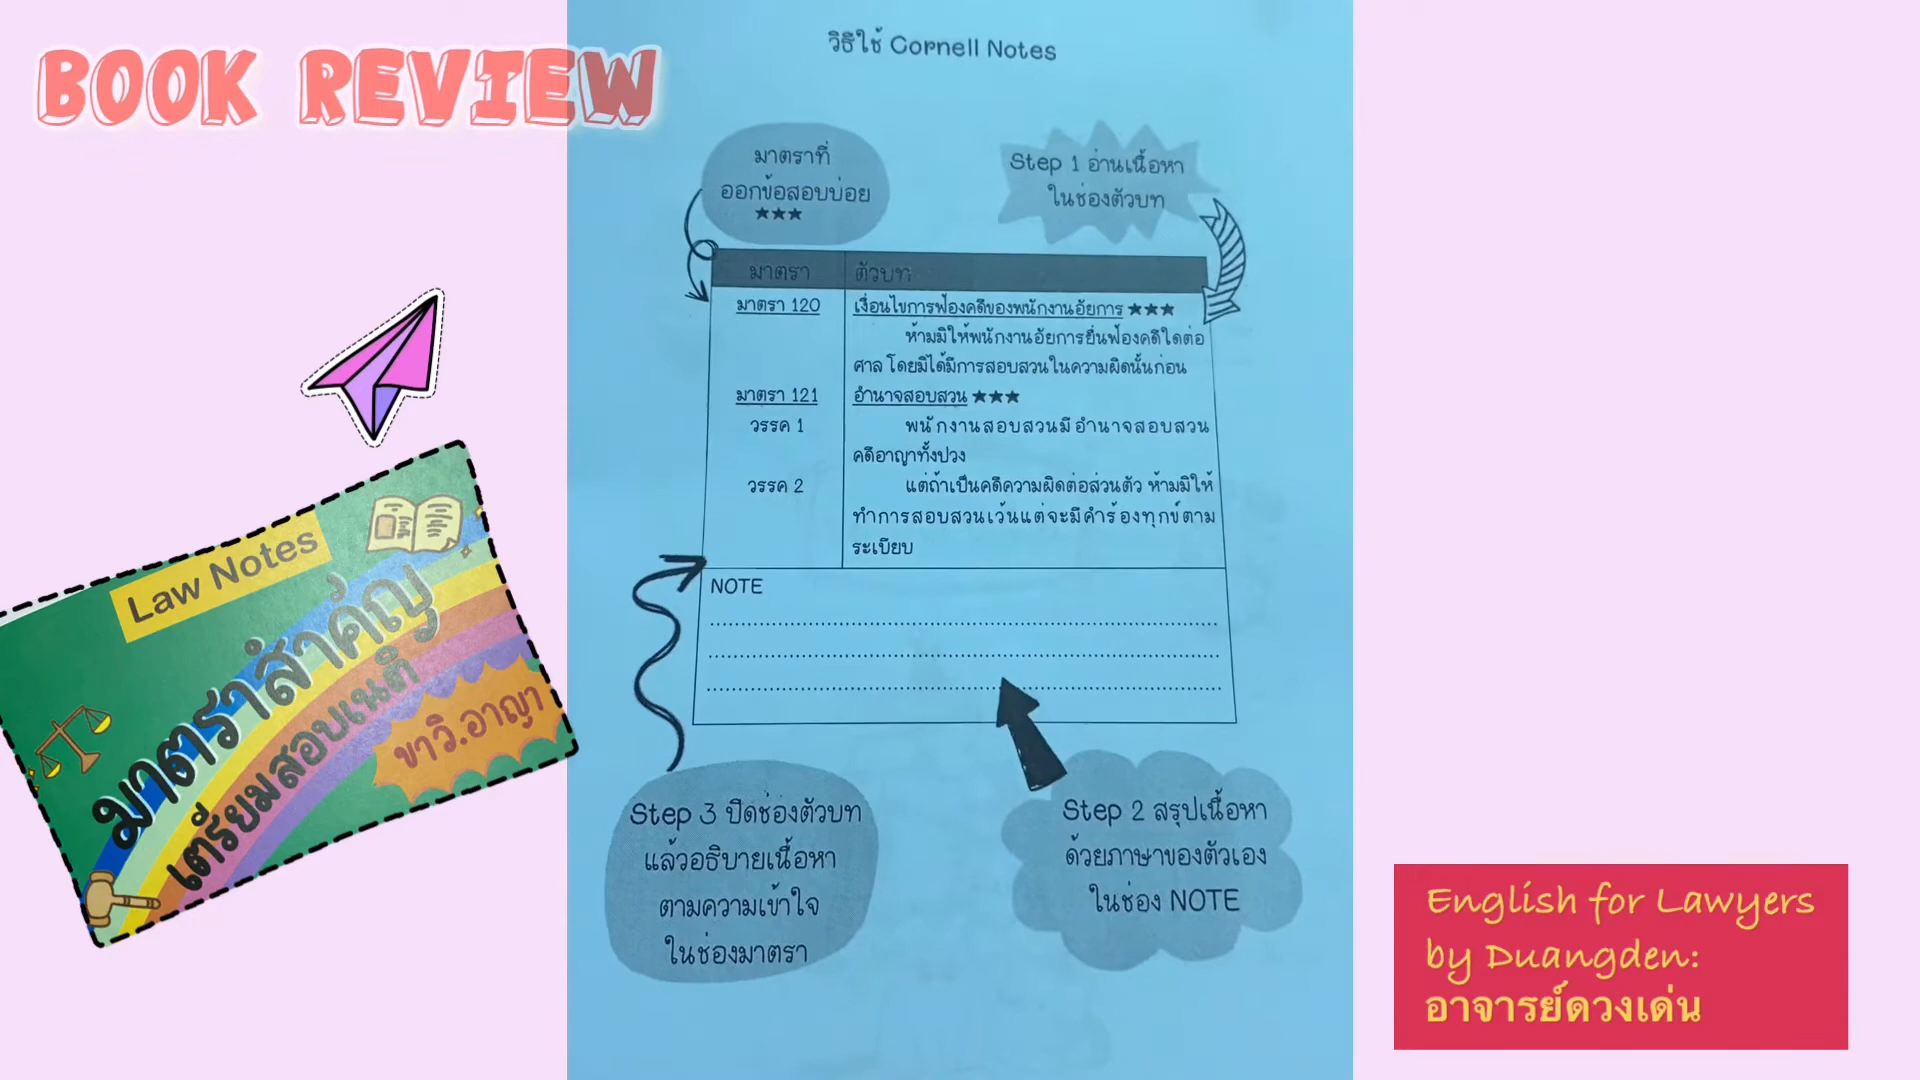 BOOK REVIEW
วิธีใช้ Cornell Notes
มาตราที่
ออกข้อสอบบ่อย
★★★
Step 1 อ่านเนื้อหา
ในช่องตัวบท
มาตรา ตัวบท
มาตรา 120 เงื่อนไขการฟ้องคดีของพนักงานอัยการ ★★★
ห้ามมิให้พนักงานอัยการยื่นฟ้องคดีใดต่อ
ศาล โดยมิได้มีการสอบสวนในความผิดนั้นก่อน
มาตรา 121 อำนาจสอบสวน ★★★
วรรค 1 พนักงานสอบสวนมีอำนาจสอบสวน
คดีอาญาทั้งปวง
วรรค 2 แต่ถ้าเป็นคดีความผิดต่อส่วนตัว ห้ามมิให้
ทำการสอบสวนเว้นแต่จะมีคำร้องทุกข์ตาม
ระเบียบ
NOTE
Step 3 ปิดช่องตัวบท
แล้วอธิบายเนื้อหา
ตามความเข้าใจ
ในช่องมาตรา
Step 2 สรุปเนื้อหา
ด้วยภาษาของตัวเอง
ในช่อง NOTE
Law Notes
มาตราสำคัญ
เตรียมสอบเนติ
ขาวิ.อาญา
English for Lawyers
by Duangden:
อาจารย์ดวงเด่น